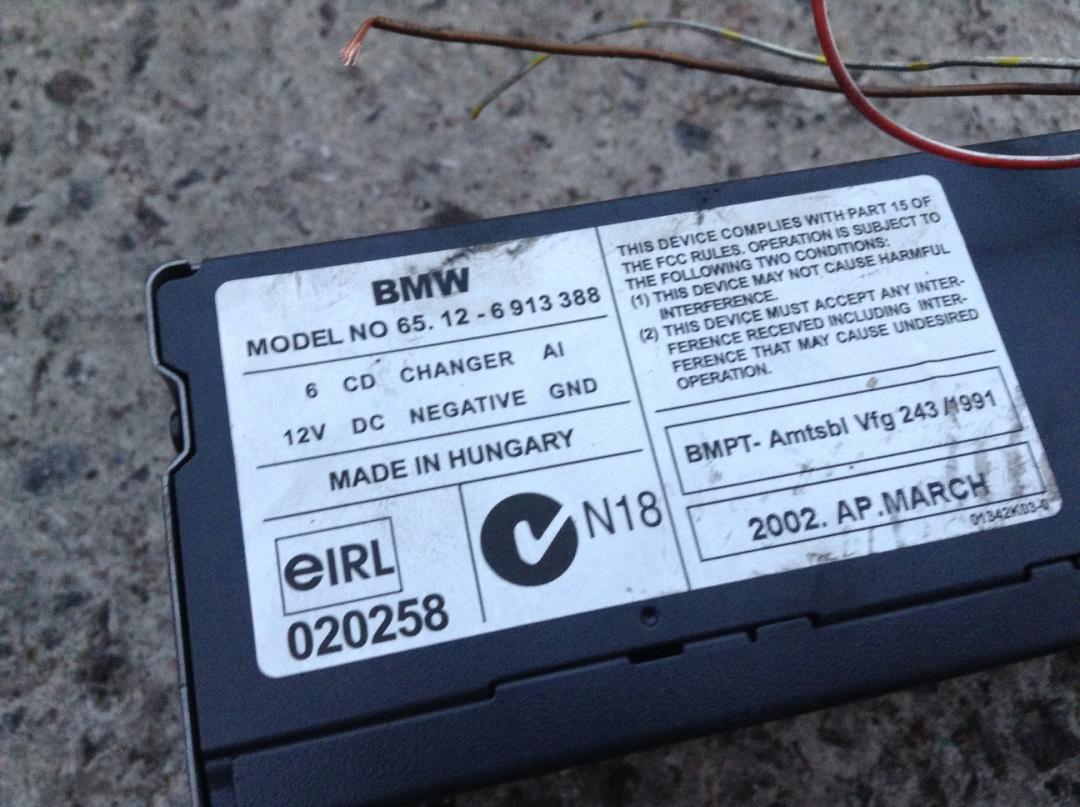 BMW
MODEL NO 65. 12 - 6 913 388
6 CD CHANGER AI
12V DC NEGATIVE GND
MADE IN HUNGARY
eIRL
020258
N18
THIS DEVICE COMPLIES WITH PART 15 OF
THE FCC RULES. OPERATION IS SUBJECT TO
THE FOLLOWING TWO CONDITIONS:
(1) THIS DEVICE MAY NOT CAUSE HARMFUL
INTERFERENCE.
(2) THIS DEVICE MUST ACCEPT ANY INTER-
FERENCE RECEIVED INCLUDING INTER-
FERENCE THAT MAY CAUSE UNDESIRED
OPERATION.
BMPT- Amtsbl Vfg 243 /1991
2002. AP.MARCH
01342K03-0